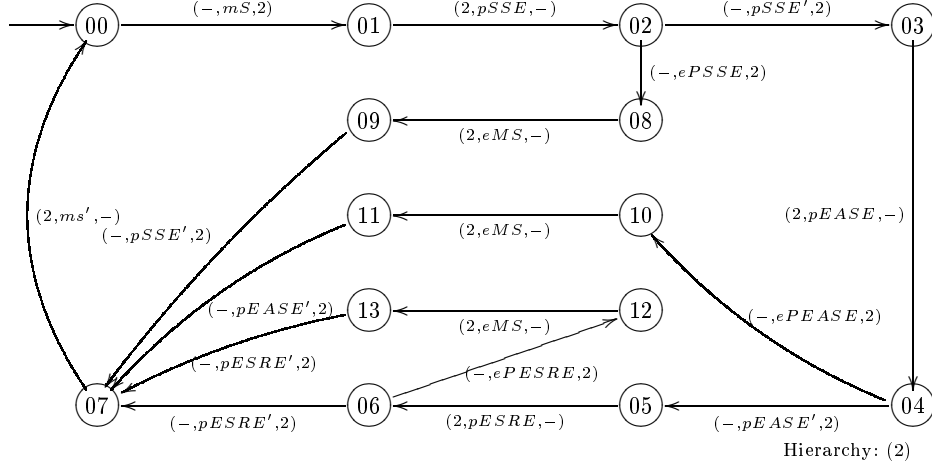 (−,mS,2) (2,pSSE,−) (−,pSSE′,2)
00 01 02 03
(−,ePSSE,2)
09 08
(2,eMS,−)
11 10
(2,ms′,−) (2,pEASE,−)
(−,pSSE′,2) (2,eMS,−)
13 12
(−,pEASE′,2) (−,ePEASE,2)
(2,eMS,−)
(−,pESRE′,2) (−,ePESRE,2)
07 06 05 04
(−,pESRE′,2) (2,pESRE,−) (−,pEASE′,2)
Hierarchy: (2)